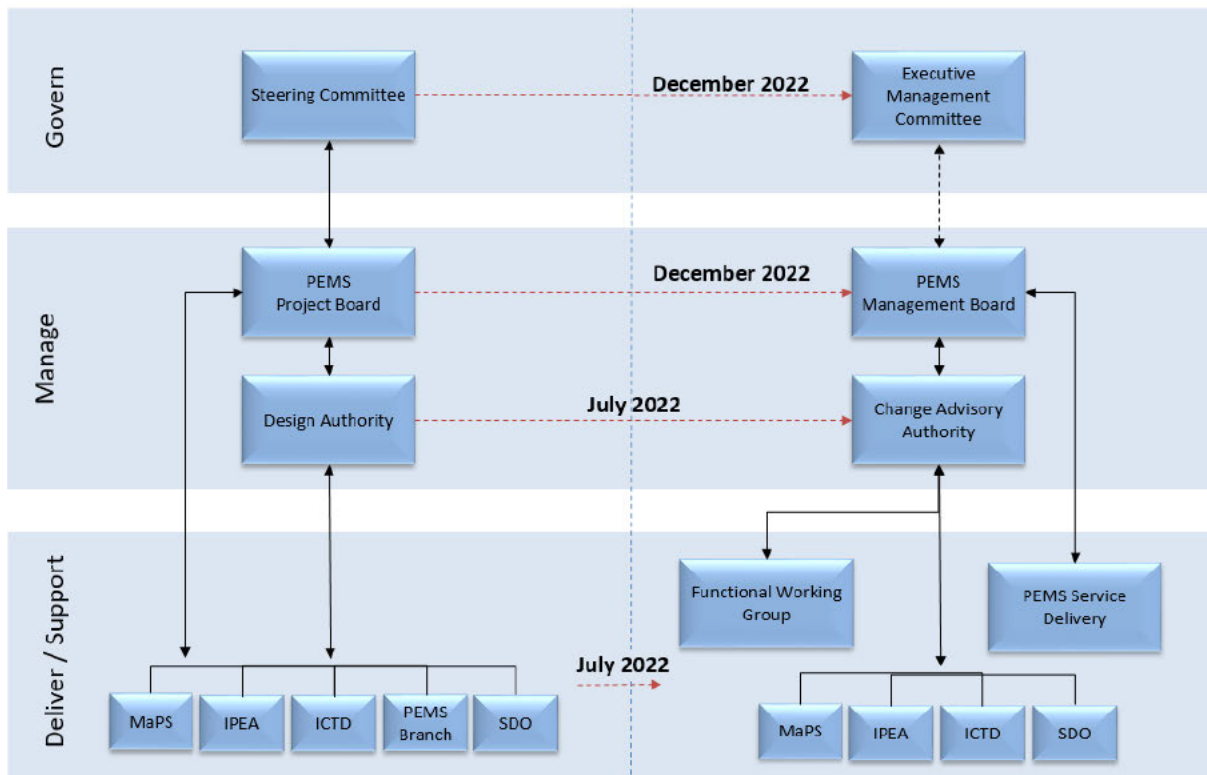 Govern
Steering Committee
December 2022
Executive
Management
Committee
Manage
PEMS
Project Board
December 2022
PEMS
Management Board
Design Authority
July 2022
Change Advisory
Authority
Deliver / Support
Functional Working
Group
PEMS Service
Delivery
July 2022
MaPS
IPEA
ICTD
PEMS
Branch
SDO
MaPS
IPEA
ICTD
SDO